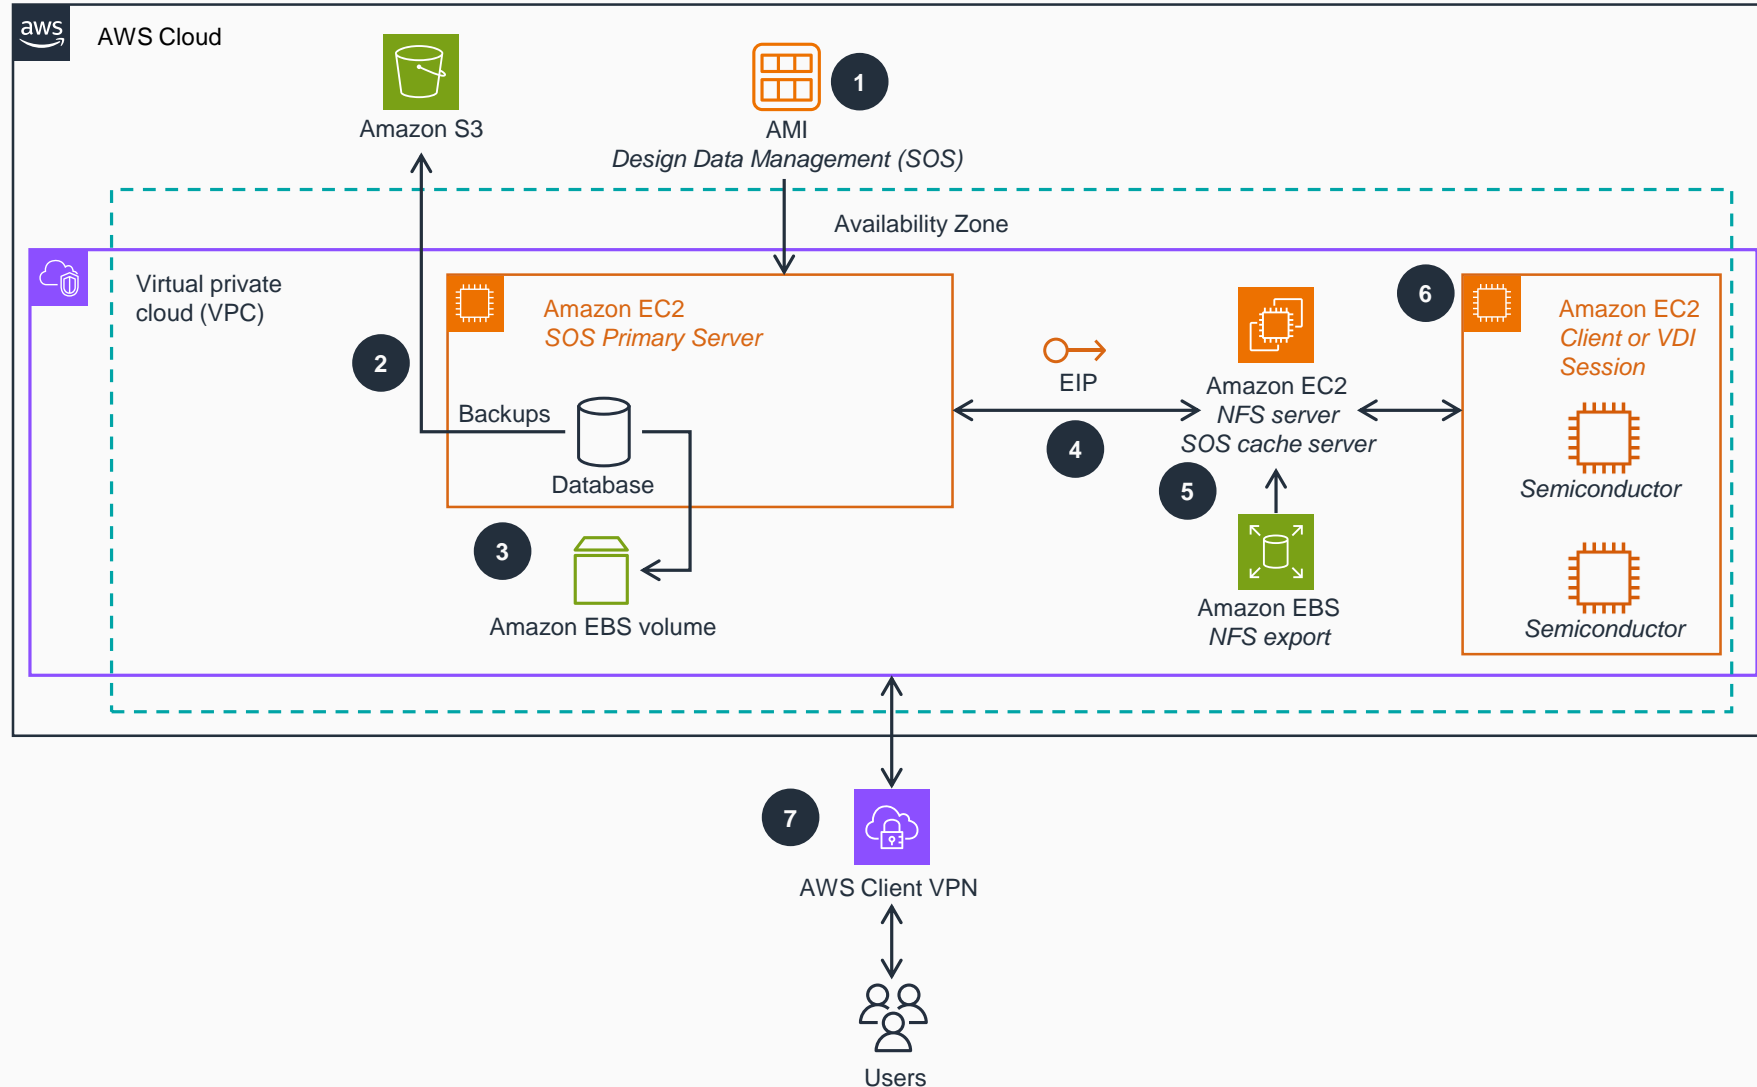 aws
AWS Cloud
Amazon S3
1
AMI
Design Data Management (SOS)
Availability Zone
Virtual private
cloud (VPC)
Amazon EC2
SOS Primary Server
2
Backups
Database
3
Amazon EBS volume
EIP
4
Amazon EC2
NFS server
SOS cache server
5
Amazon EBS
NFS export
6
Amazon EC2
Client or VDI
Session
Semiconductor
Semiconductor
7
AWS Client VPN
Users